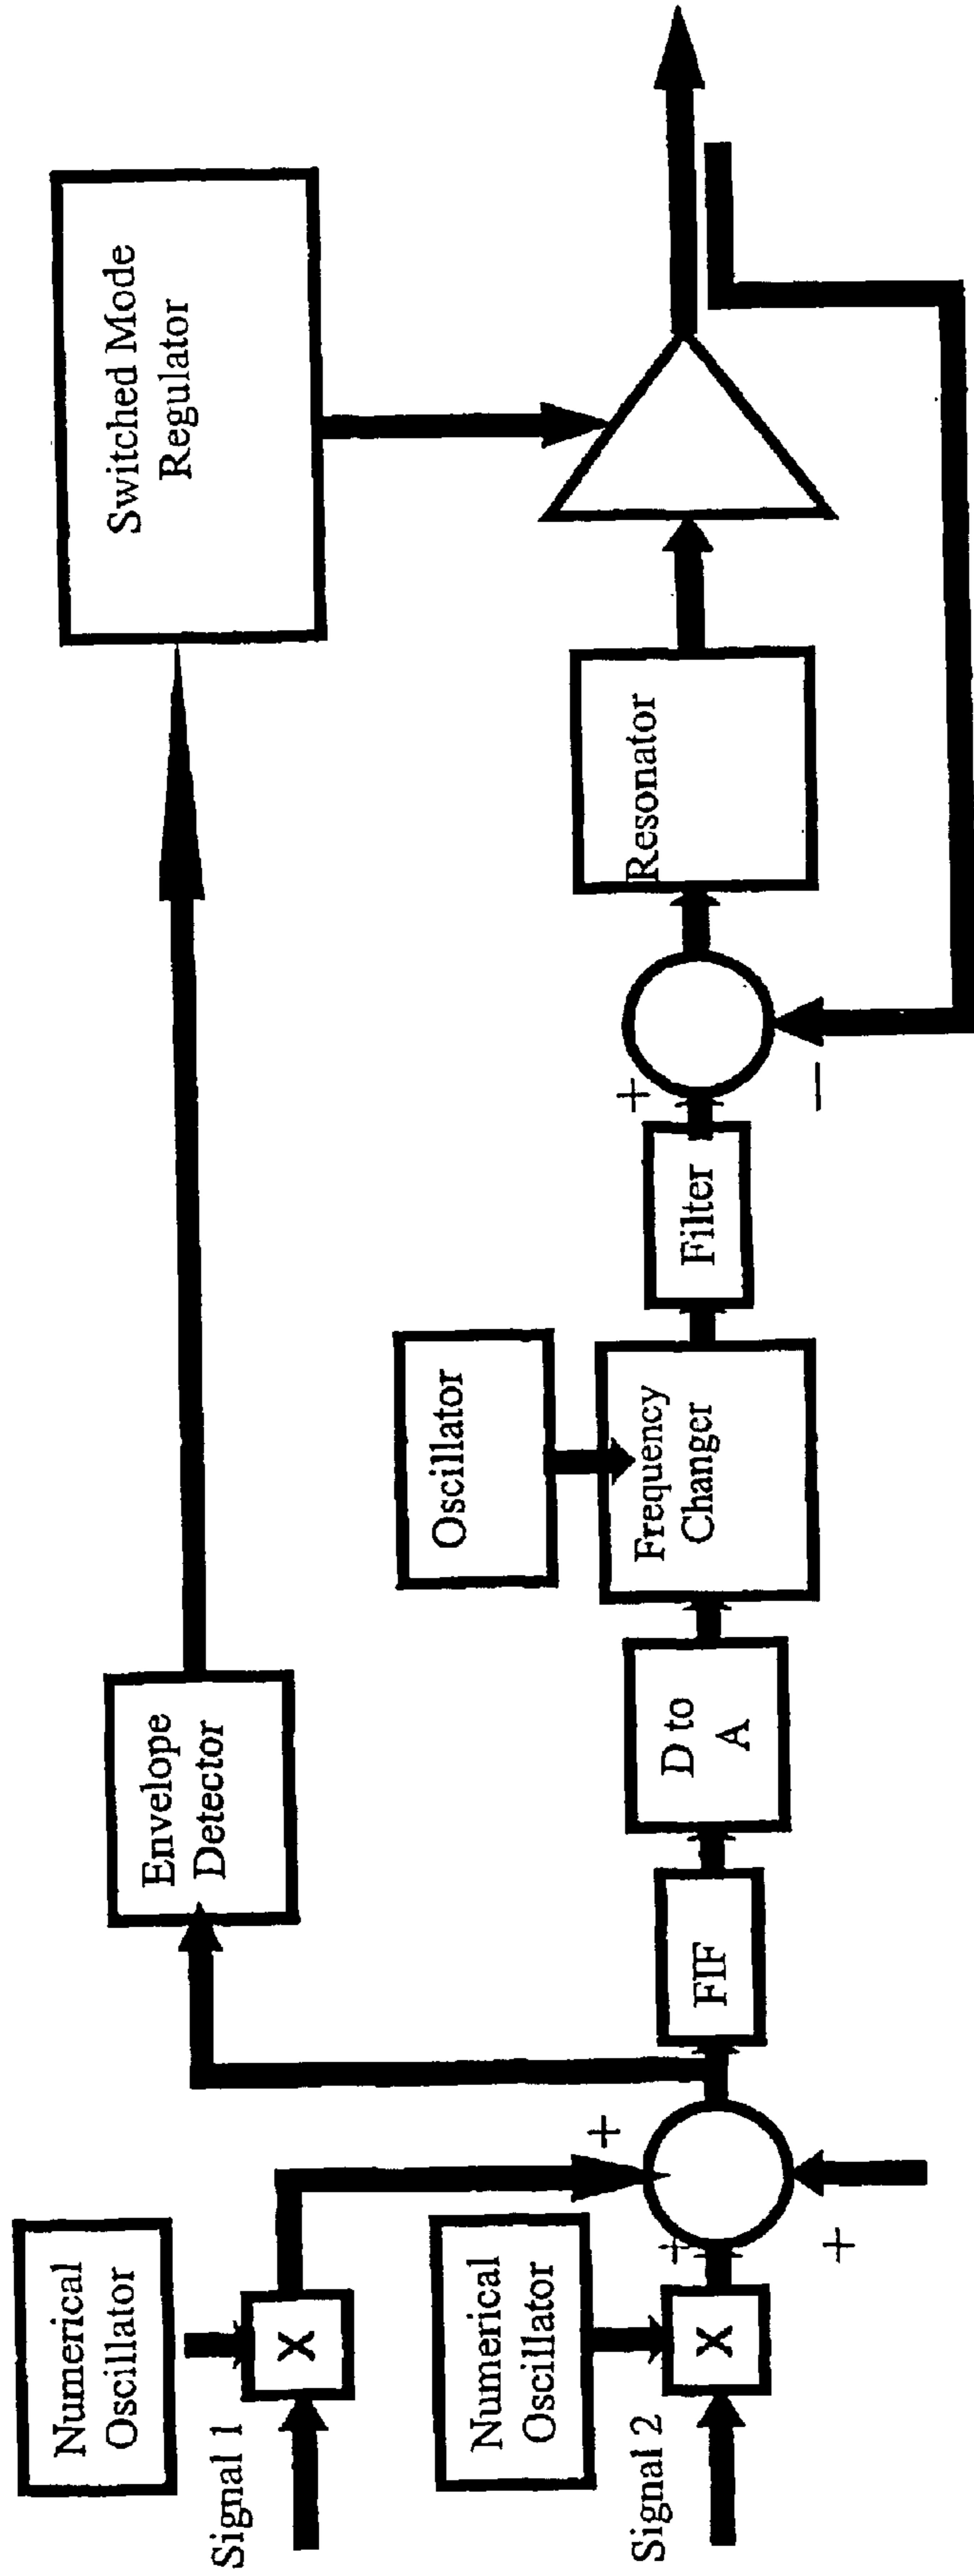 Numerical
Oscillator
Signal 1
X
Numerical
Oscillator
Signal 2
X
+
+
+
Envelope
Detector
FIF
D to
A
Oscillator
Frequency
Changer
Filter
+
−
Resonator
Switched Mode
Regulator